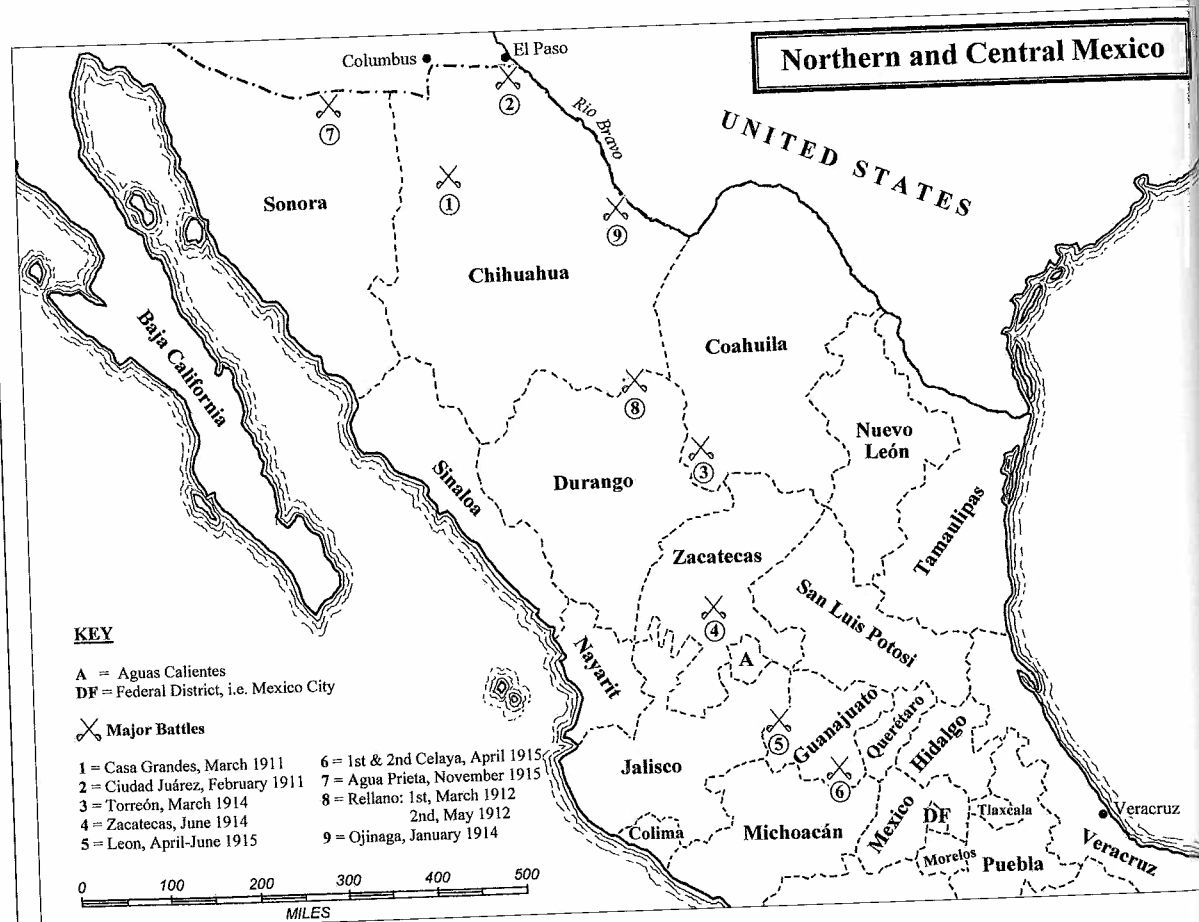 Northern and Central Mexico
El Paso
Columbus
2
7
Rio Bravo
UNITED STATES
Sonora
1
9
Chihuahua
Baja California
Coahuila
8
Nuevo
León
3
Durango
Sinaloa
Tamaulipas
Zacatecas
San Luis Potosi
4
Nayarit
A
KEY
A = Aguas Calientes
DF = Federal District, i.e. Mexico City
Major Battles
1 = Casa Grandes, March 1911
2 = Ciudad Juárez, February 1911
3 = Torreón, March 1914
4 = Zacatecas, June 1914
5 = Leon, April-June 1915
6 = 1st & 2nd Celaya, April 1915
7 = Agua Prieta, November 1915
8 = Rellano: 1st, March 1912
2nd, May 1912
9 = Ojinaga, January 1914
5
Guanajuato
Querétaro
Hidalgo
Jalisco
6
Colima
Michoacán
Mexico
DF
Tlaxcala
Veracruz
Morelos
Puebla
Veracruz
0 100 200 300 400 500
MILES